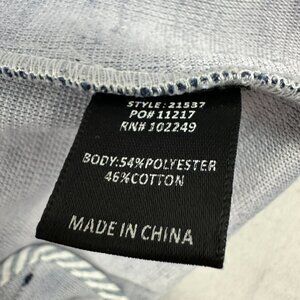 STYLE: 21537
PO# 11217
RN# 102249
BODY:54%POLYESTER
46%COTTON
MADE IN CHINA